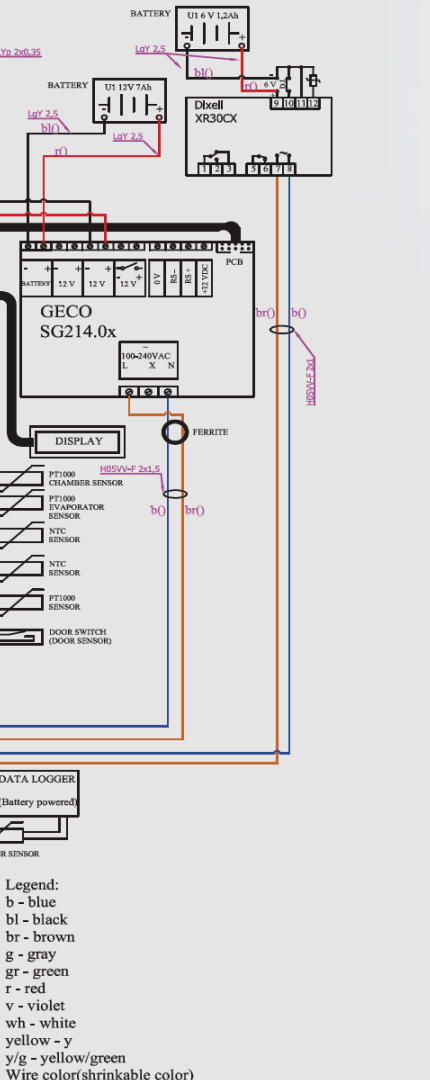 BATTERY
U1 6 V 1,2Ah
LgY 2,5
Yp 2x0,35
bl()
r()
6 V
BATTERY
U1 12V 7Ah
LgY 2,5
bl()
LgY 2,5
r()
Dixell
XR30CX
9 10 11 12
1 2 3
5 6 7 8
PCB
BATTERY
12 V
12 V
12 V
0 V
RS -
RS +
+12 VDC
GECO
SG214.0x
100-240VAC
L X N
br()
b()
H05VV-F 2x1
FERRITE
DISPLAY
H05VV-F 2x1,5
b()
br()
PT1000
CHAMBER SENSOR
PT1000
EVAPORATOR
SENSOR
NTC
SENSOR
NTC
SENSOR
PT1000
SENSOR
DOOR SWITCH
(DOOR SENSOR)
DATA LOGGER
(Battery powered)
ER SENSOR
Legend:
b - blue
bl - black
br - brown
g - gray
gr - green
r - red
v - violet
wh - white
yellow - y
y/g - yellow/green
Wire color(shrinkable color)